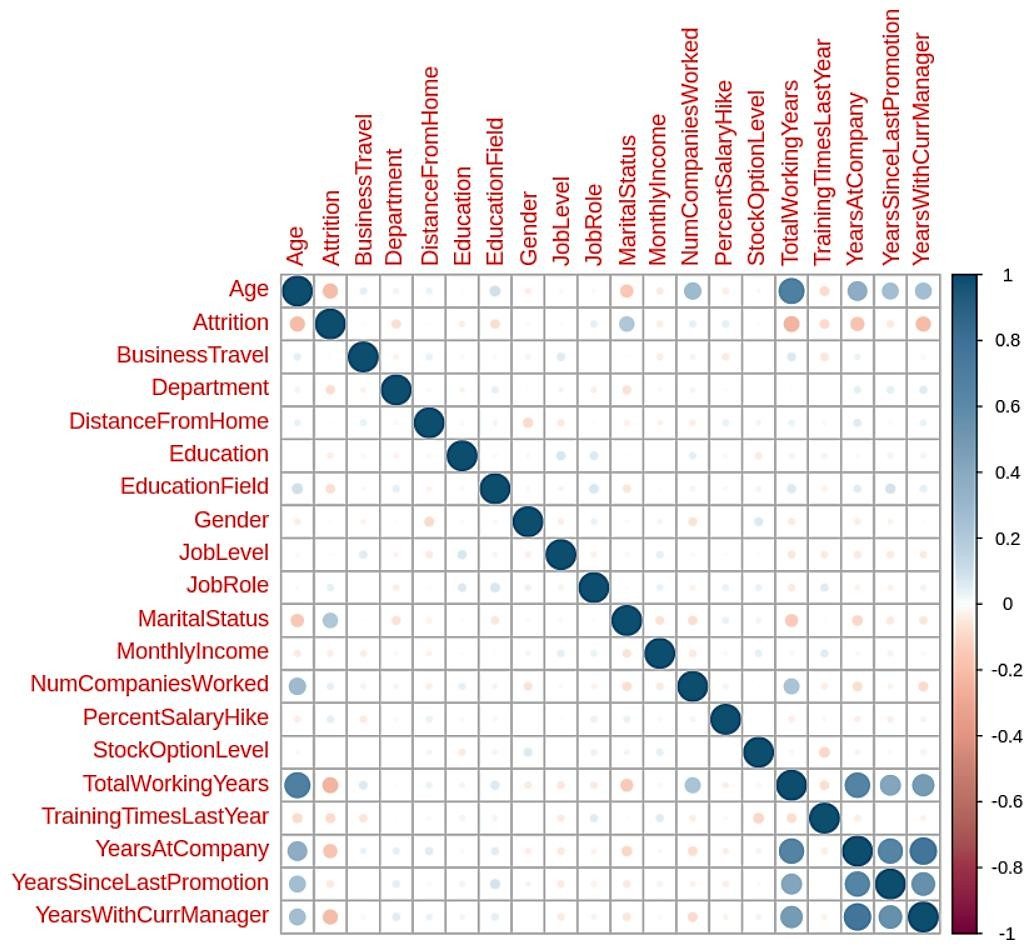 Age
Attrition
BusinessTravel
Department
DistanceFromHome
Education
EducationField
Gender
JobLevel
JobRole
MaritalStatus
MonthlyIncome
NumCompaniesWorked
PercentSalaryHike
StockOptionLevel
TotalWorkingYears
TrainingTimesLastYear
YearsAtCompany
YearsSinceLastPromotion
YearsWithCurrManager
Age
Attrition
BusinessTravel
Department
DistanceFromHome
Education
EducationField
Gender
JobLevel
JobRole
MaritalStatus
MonthlyIncome
NumCompaniesWorked
PercentSalaryHike
StockOptionLevel
TotalWorkingYears
TrainingTimesLastYear
YearsAtCompany
YearsSinceLastPromotion
YearsWithCurrManager
1
0.8
0.6
0.4
0.2
0
-0.2
-0.4
-0.6
-0.8
-1